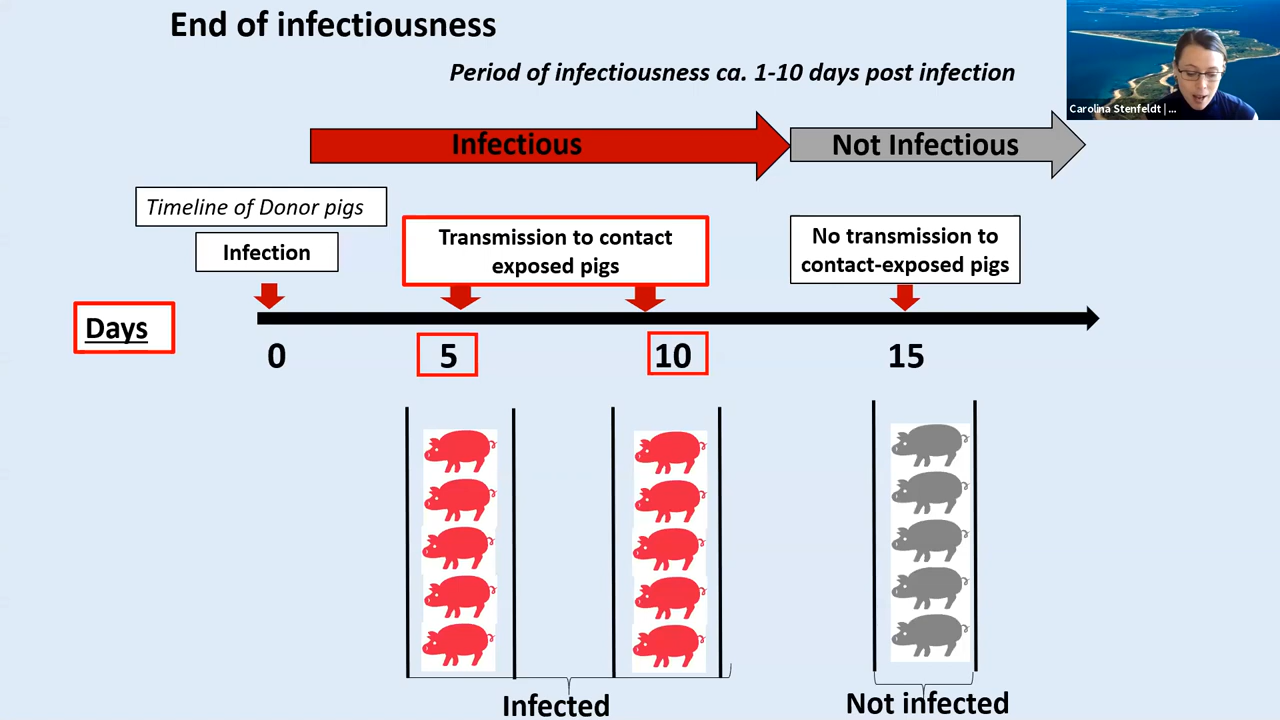 End of infectiousness
Period of infectiousness ca. 1-10 days post infection
Carolina Stenfeldt | ...
Infectious
Not Infectious
Timeline of Donor pigs
Infection
Transmission to contact
exposed pigs
No transmission to
contact-exposed pigs
Days
0
5
10
15
Infected
Not infected